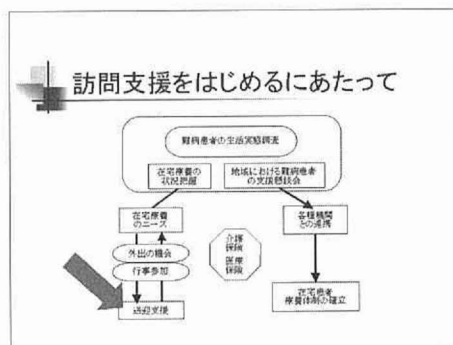 訪問支援をはじめるにあたって
難病患者の生活実態調査
在宅療養の
状況把握
地域における難病患者
の支援懇談会
在宅療養
のニーズ
各種機関
との連携
外出の機会
行事参加
介護
保険
医療
保険
送迎支援
在宅患者
療養体制の確立